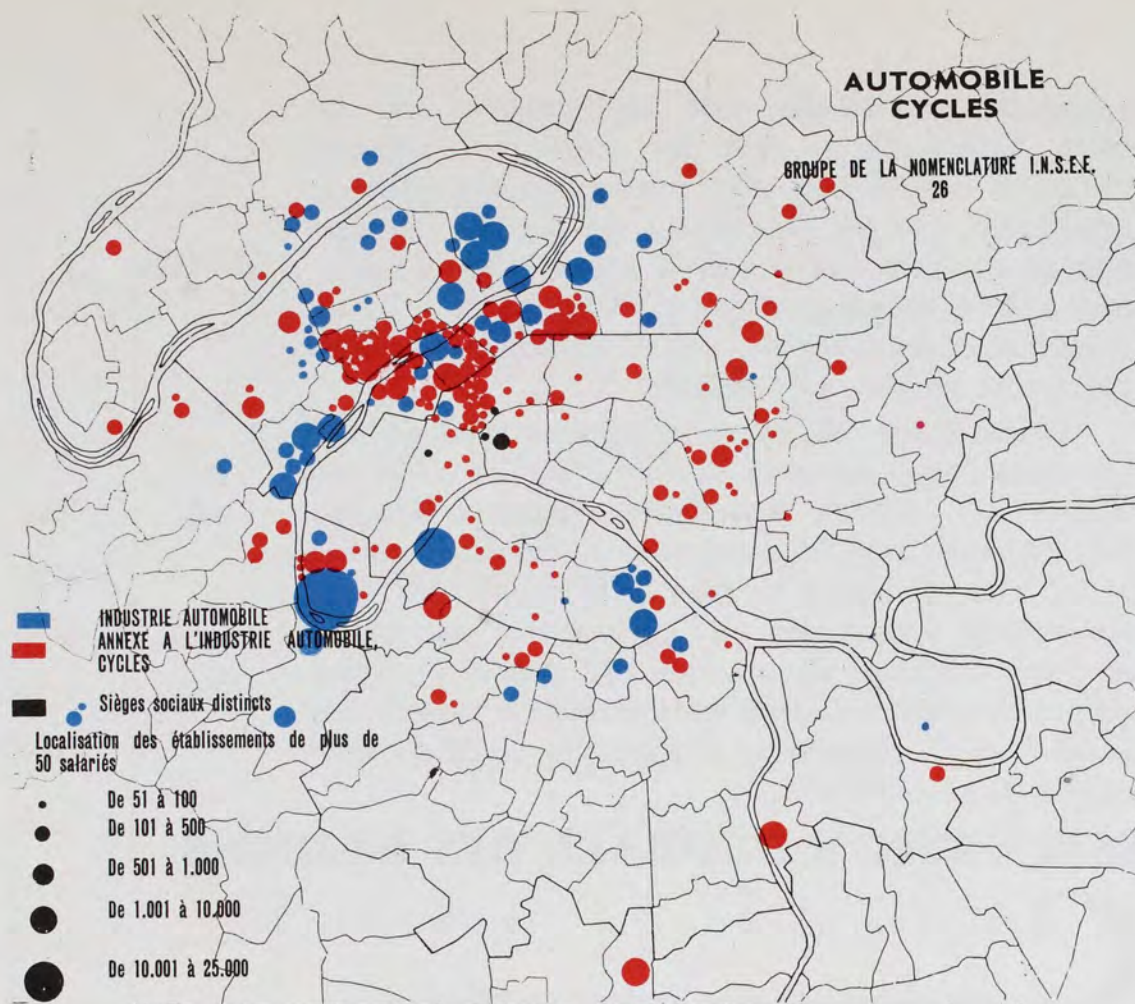 AUTOMOBILE
CYCLES
GROUPE DE LA NOMENCLATURE I.N.S.E.E.
26
INDUSTRIE AUTOMOBILE
ANNEXE A L'INDUSTRIE AUTOMOBILE,
CYCLES
Sièges sociaux distincts
Localisation des établissements de plus de
50 salariés
De 51 à 100
De 101 à 500
De 501 à 1.000
De 1.001 à 10.000
De 10.001 à 25.000